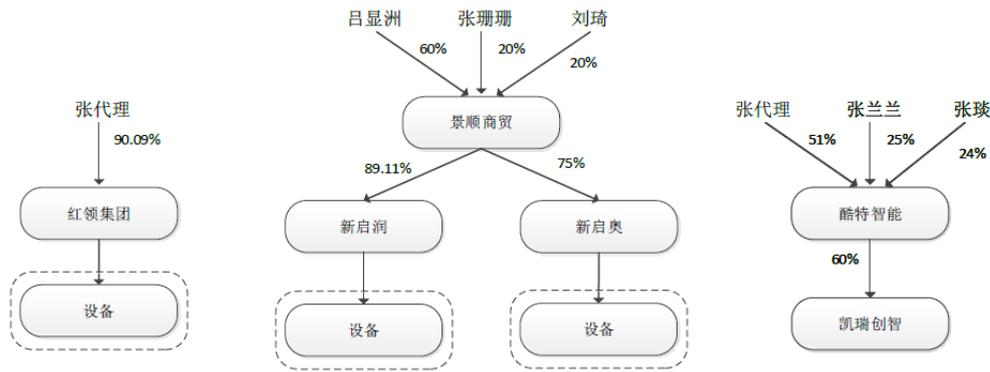 吕显洲 张珊珊 刘琦
60% 20% 20%
张代理
90.09%
景顺商贸
张代理 张兰兰 张琰
51% 25% 24%
89.11% 75%
红领集团
新启润 新启奥
酷特智能
60%
设备
设备 设备
凯瑞创智